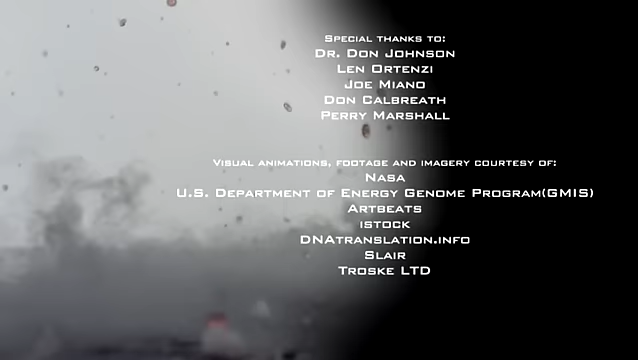 Special thanks to:
Dr. Don Johnson
Len Ortenzi
Joe Miano
Don Calbreath
Perry Marshall
Visual animations, footage and imagery courtesy of:
Nasa
U.S. Department of Energy Genome Program(GMIS)
Artbeats
istock
DNAtranslation.info
Slair
Troske LTD